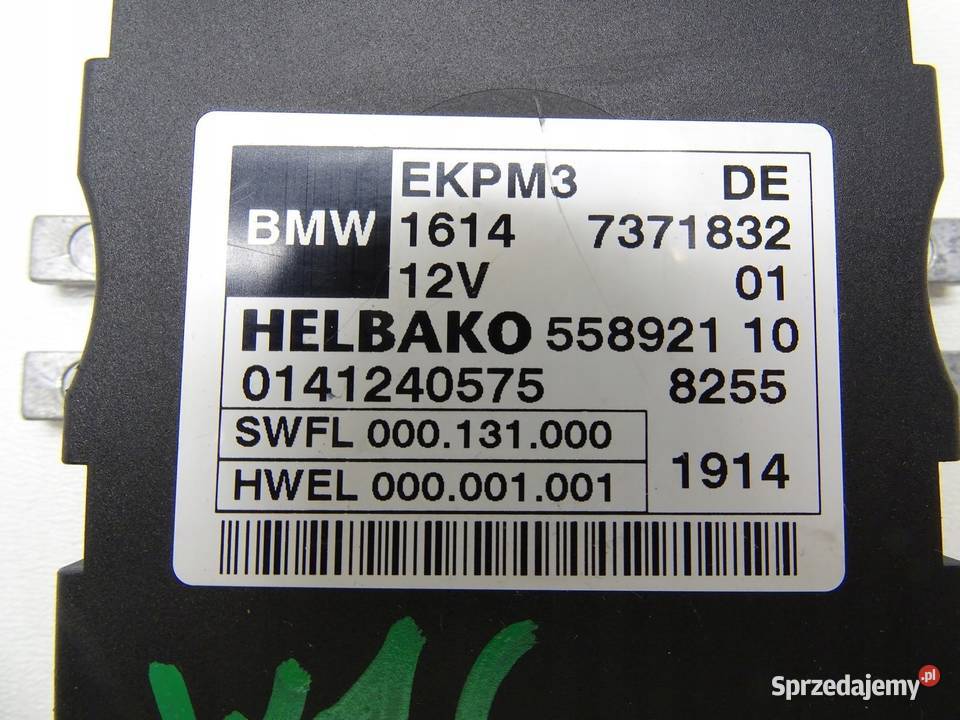 EKPM3 DE
BMW 1614 7371832
12V 01
HELBAKO 558921 10
0141240575 8255
SWFL 000.131.000
HWEL 000.001.001 1914
Sprzedajemy.pl